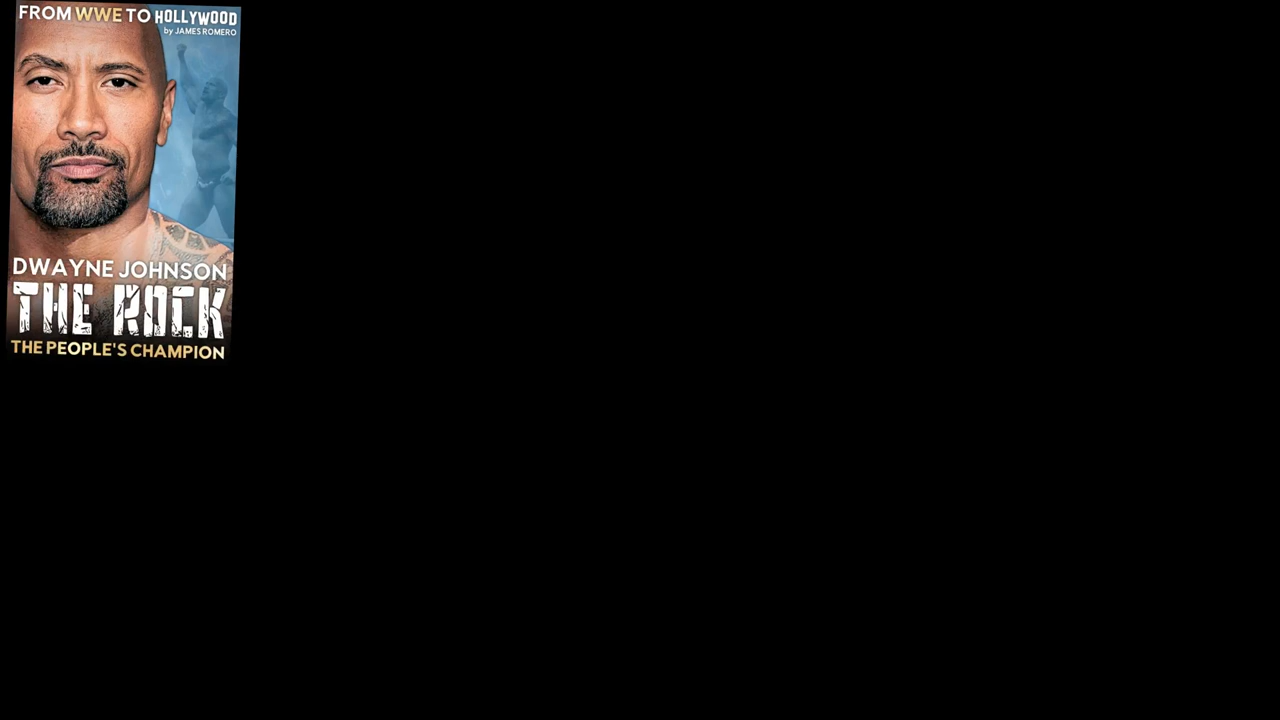 FROM WWE TO HOLLYWOOD
by JAMES ROMERO
DWAYNE JOHNSON
THE ROCK
THE PEOPLE'S CHAMPION